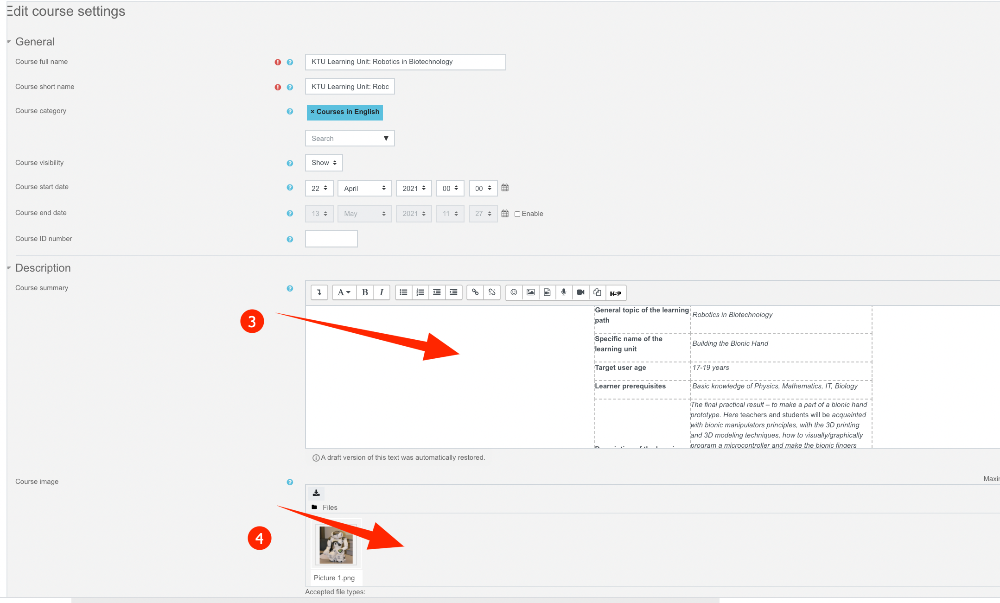 Edit course settings
General
Course full name
KTU Learning Unit: Robotics in Biotechnology
Course short name
KTU Learning Unit: Robo
Course category
× Courses in English
Search ▼
Course visibility
Show
Course start date
22 April 2021 00 00
Course end date
13 May 2021 11 27 Enable
Course ID number
Description
Course summary
A B I H-P
3
General topic of the learning
path
Robotics in Biotechnology
Specific name of the
learning unit
Building the Bionic Hand
Target user age
17-19 years
Learner prerequisites
Basic knowledge of Physics, Mathematics, IT, Biology
The final practical result – to make a part of a bionic hand
prototype. Here teachers and students will be acquainted
with bionic manipulators principles, with the 3D printing
and 3D modeling techniques, how to visually/graphically
program a microcontroller and make the bionic fingers
A draft version of this text was automatically restored.
Course image
Maxi
Files
4
Picture 1.png
Accepted file types: